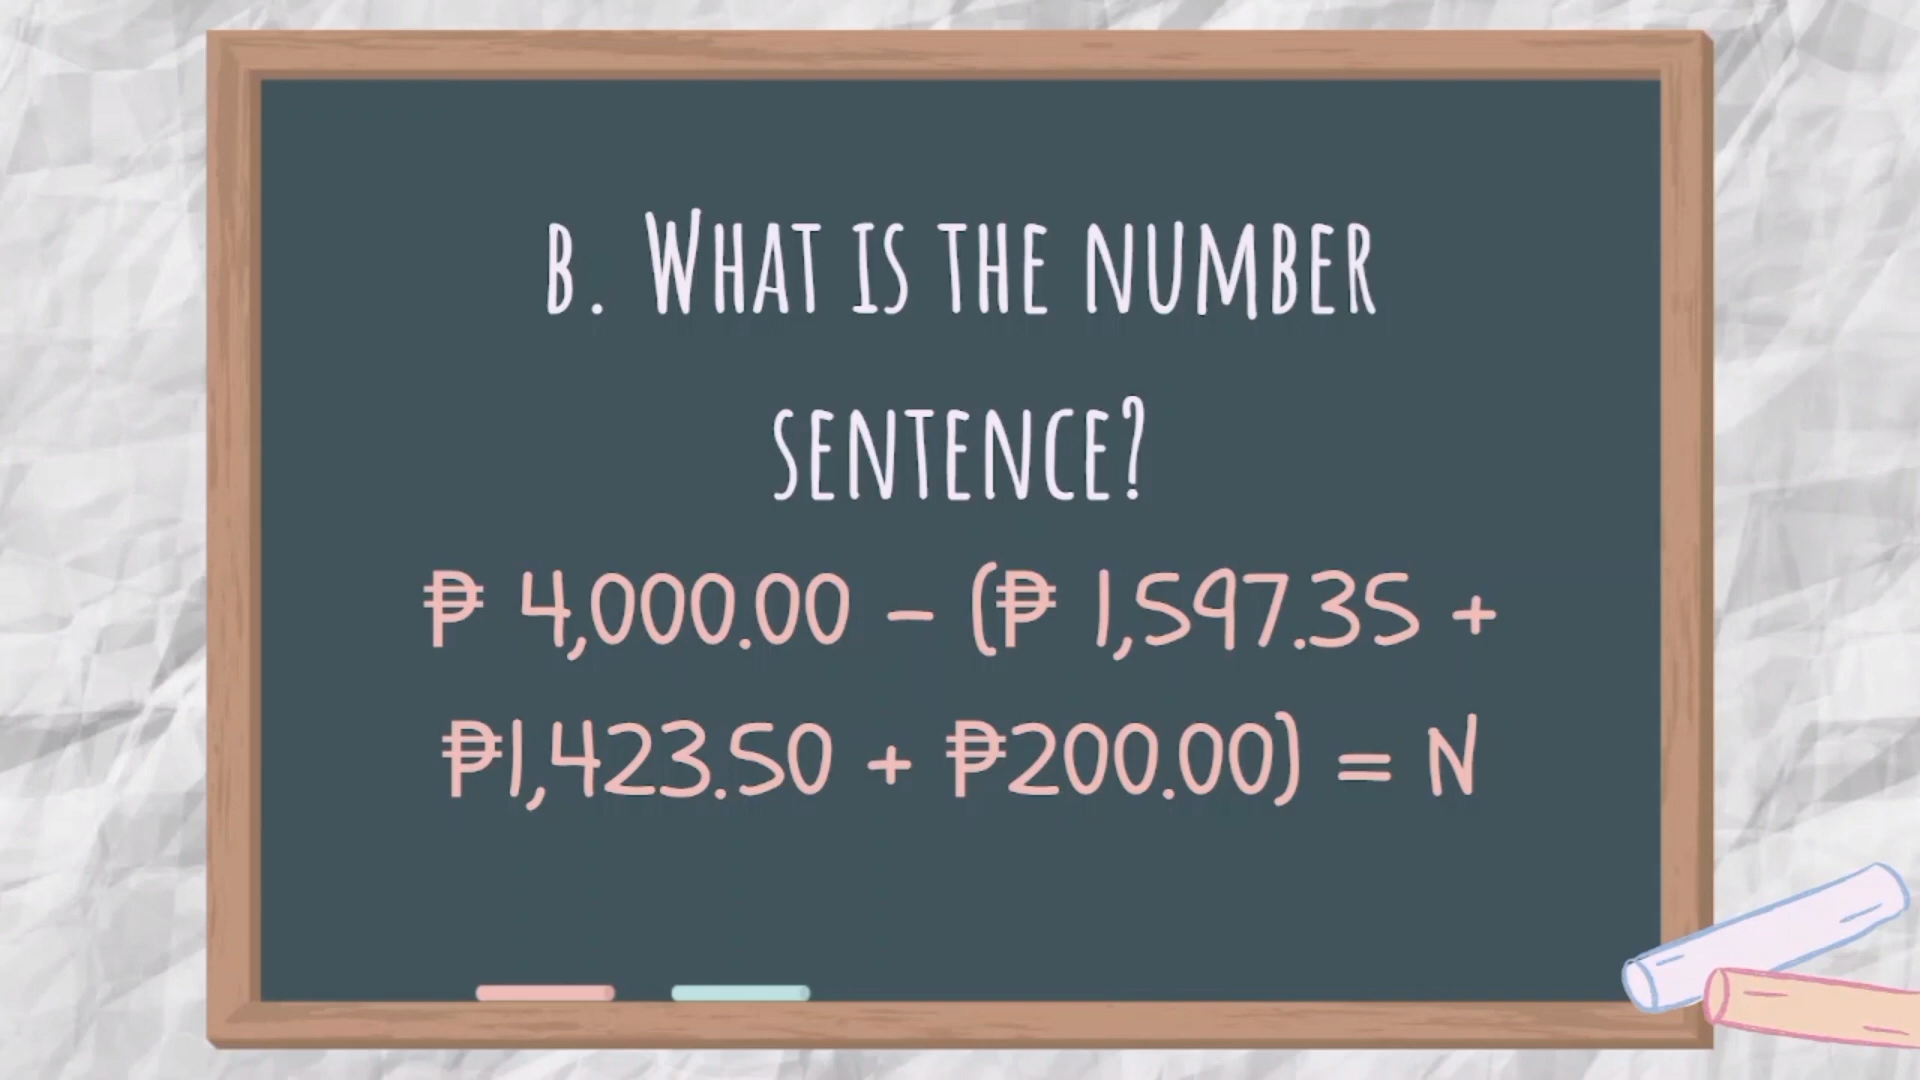 B. What is the number
sentence?
₱ 4,000.00 - (₱ 1,597.35 +
₱1,423.50 + ₱200.00) = N